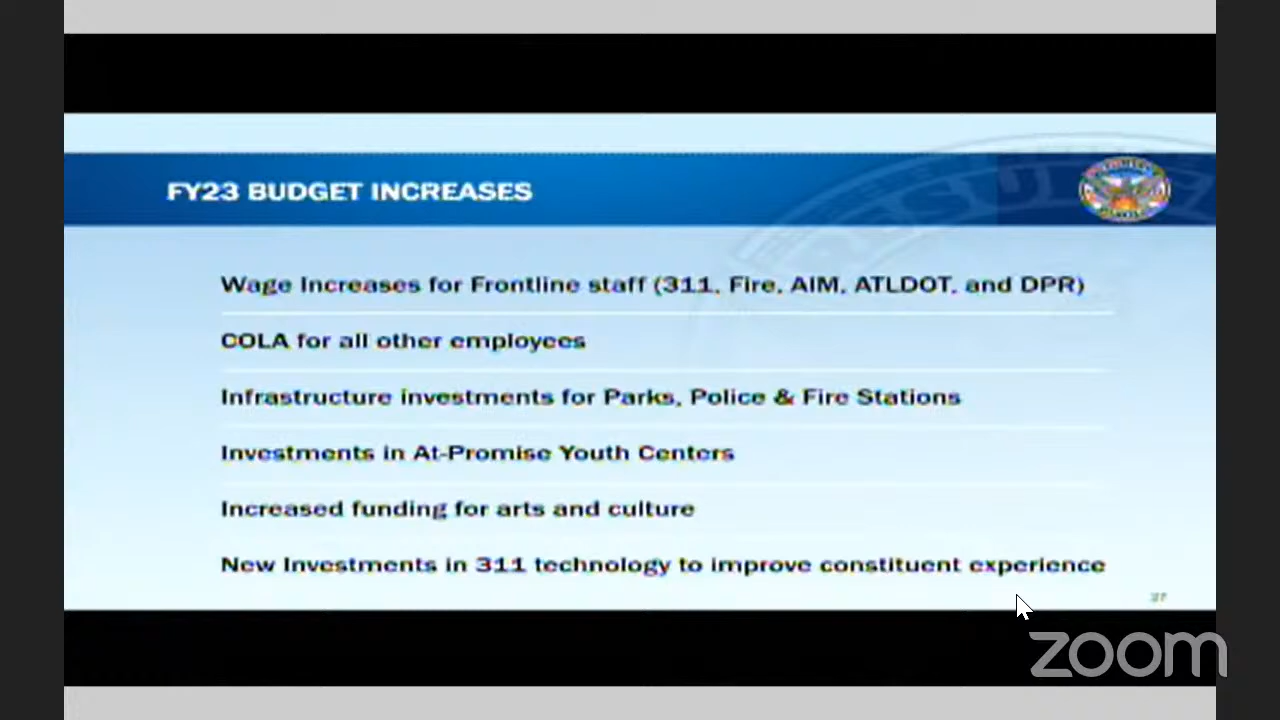 FY23 BUDGET INCREASES
Wage Increases for Frontline staff (311, Fire, AIM, ATLDOT, and DPR)
COLA for all other employees
Infrastructure investments for Parks, Police & Fire Stations
Investments in At-Promise Youth Centers
Increased funding for arts and culture
New Investments in 311 technology to improve constituent experience
27
zoom